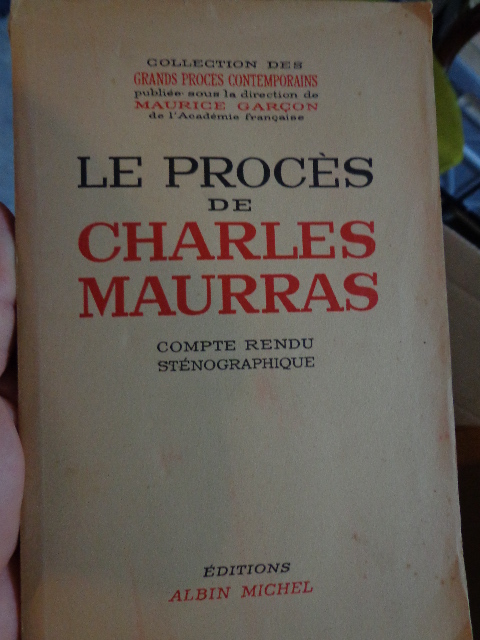 COLLECTION DES
GRANDS PROCÈS CONTEMPORAINS
publiée sous la direction de
MAURICE GARÇON
de l'Académie française
LE PROCÈS
DE
CHARLES
MAURRAS
COMPTE RENDU
STÉNOGRAPHIQUE
ÉDITIONS
ALBIN MICHEL